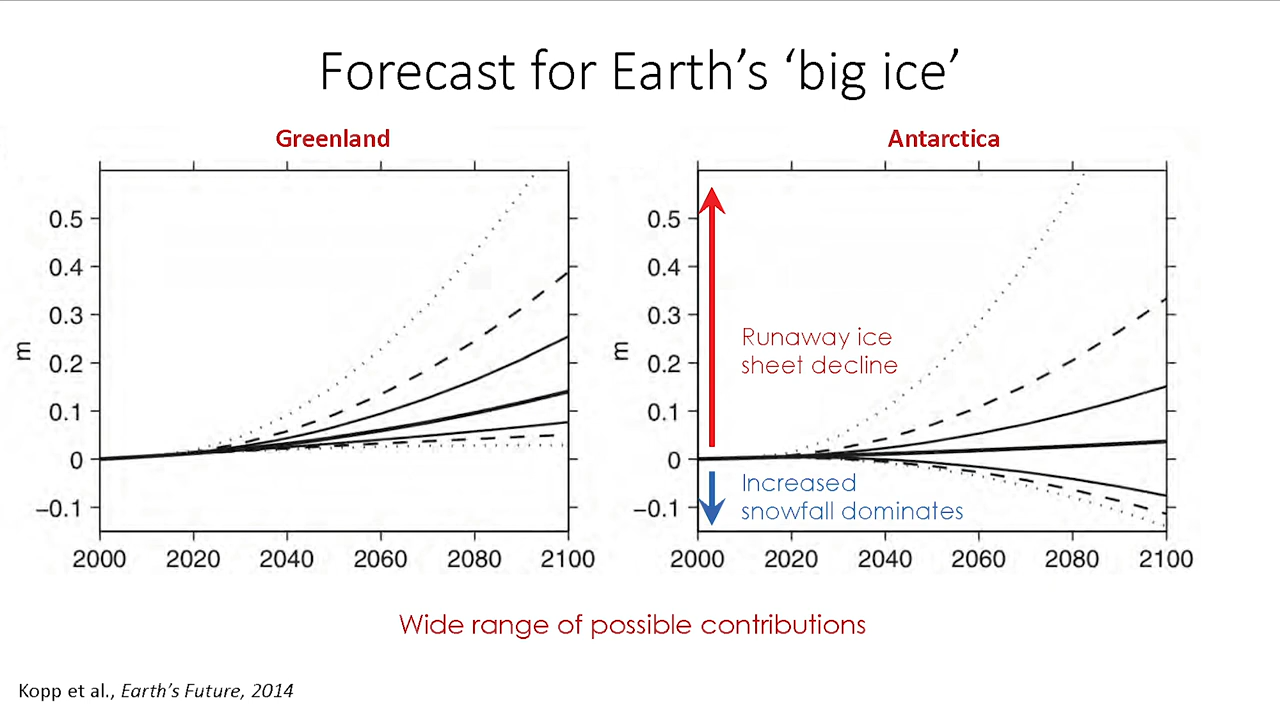 Forecast for Earth’s ‘big ice’
Greenland
m
0.5
0.4
0.3
0.2
0.1
0
−0.1
2000 2020 2040 2060 2080 2100
Antarctica
m
0.5
0.4
0.3
0.2
0.1
0
−0.1
Runaway ice
sheet decline
Increased
snowfall dominates
2000 2020 2040 2060 2080 2100
Wide range of possible contributions
Kopp et al., Earth’s Future, 2014